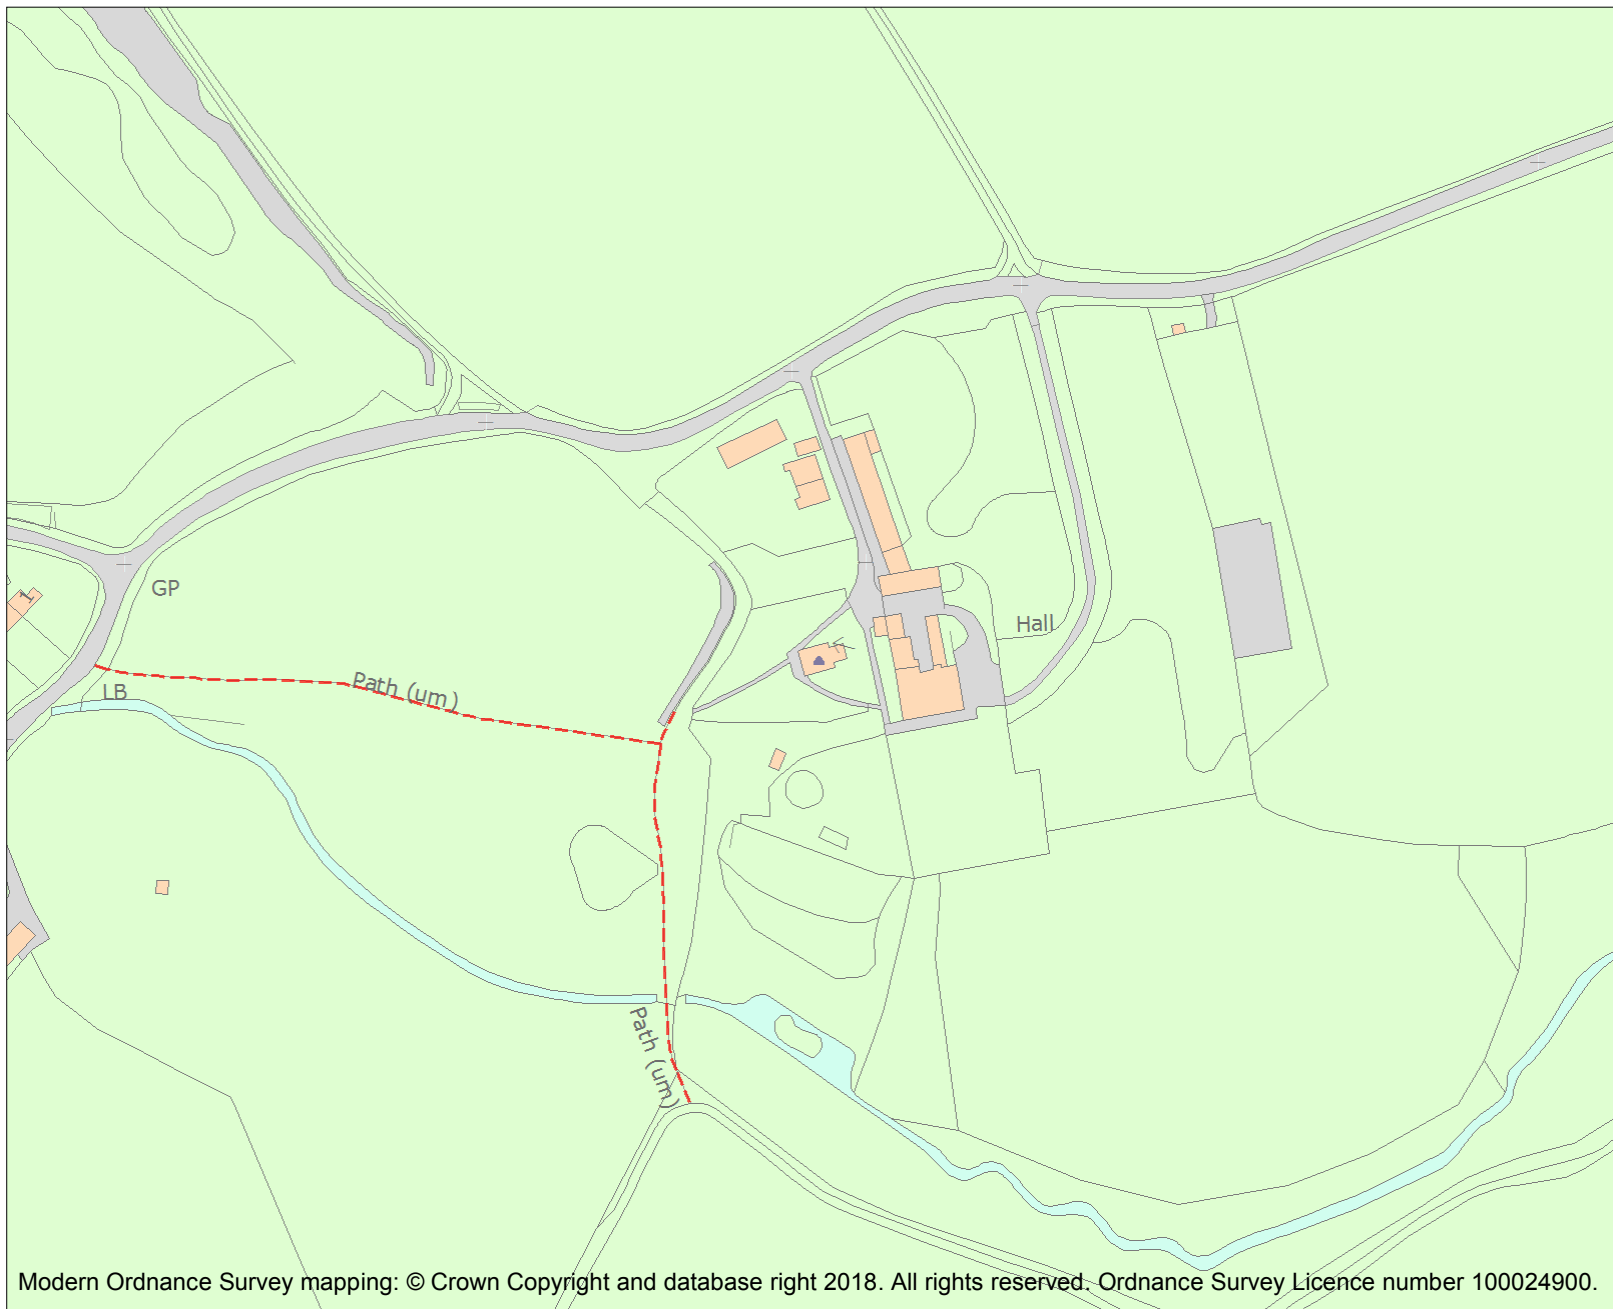 GP
1
Hall
LB
Path (um)
Path (um)
Modern Ordnance Survey mapping: © Crown Copyright and database right 2018. All rights reserved. Ordnance Survey Licence number 100024900.